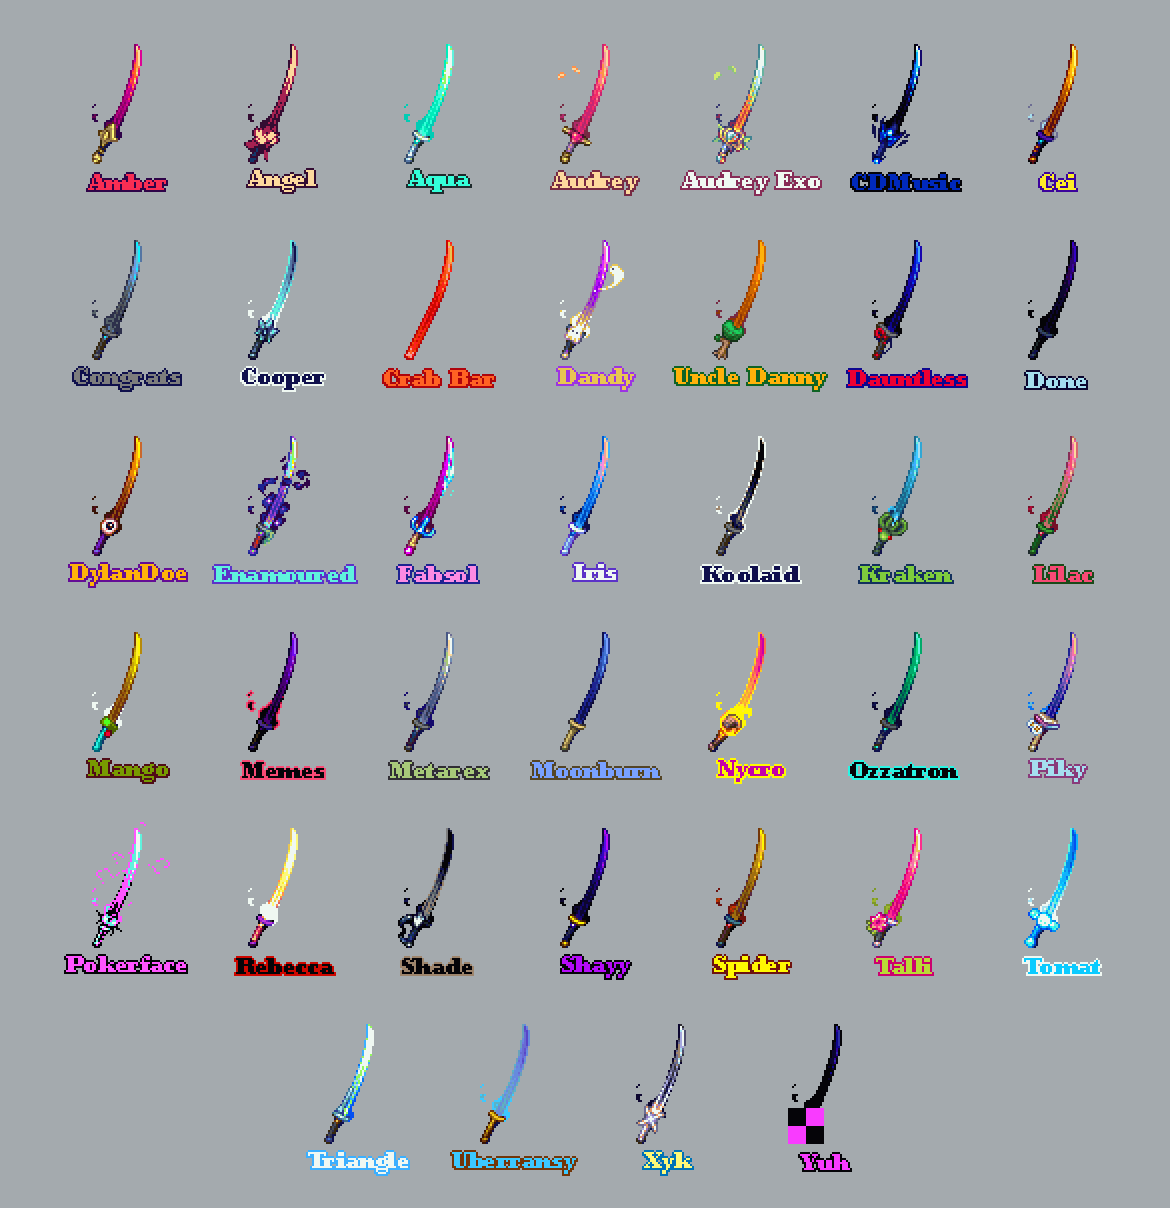 Amber Angel Aqua Audrey Audrey Exo CDMusic Cei
Congrats Cooper Crab Bar Dandy Uncle Danny Dauntless Done
DylanDoe Enamoured Fabsol Iris Koolaid Kraken Lilac
Mango Memes Metarex Moonburn Nycro Ozzatron Piky
Pokerface Rebecca Shade Shayy Spider Talli Tomat
Triangle Uberransy Xyk Yuh